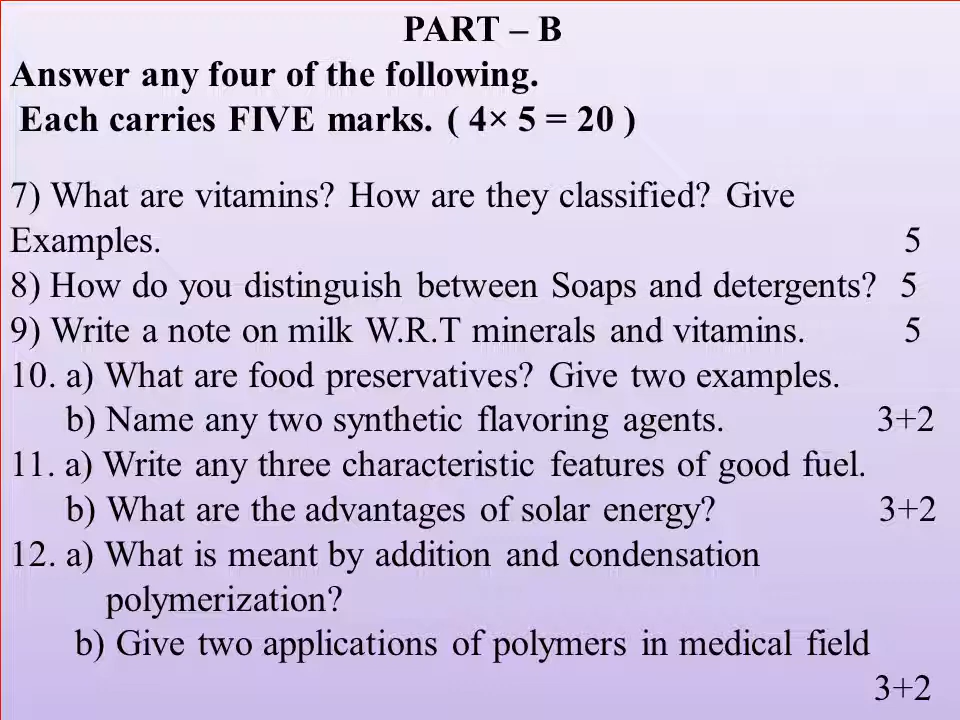 PART – B
Answer any four of the following.
Each carries FIVE marks. ( 4× 5 = 20 )
7) What are vitamins? How are they classified? Give
Examples. 5
8) How do you distinguish between Soaps and detergents? 5
9) Write a note on milk W.R.T minerals and vitamins. 5
10. a) What are food preservatives? Give two examples.
b) Name any two synthetic flavoring agents. 3+2
11. a) Write any three characteristic features of good fuel.
b) What are the advantages of solar energy? 3+2
12. a) What is meant by addition and condensation
polymerization?
b) Give two applications of polymers in medical field
3+2